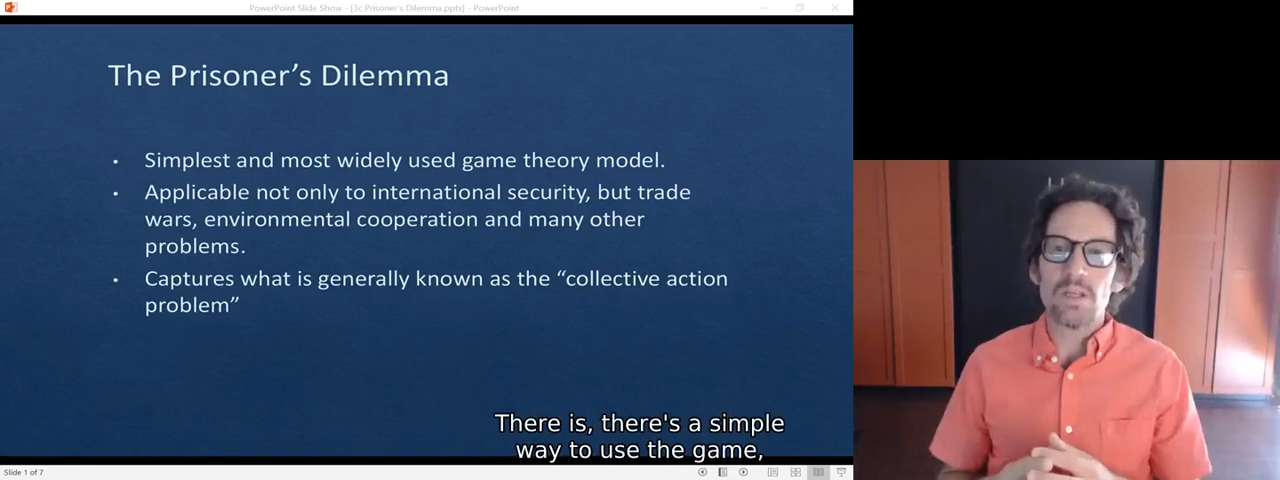 PowerPoint Slide Show - [3c Prisoner's Dilemma.pptx] - PowerPoint
The Prisoner's Dilemma
• Simplest and most widely used game theory model.
• Applicable not only to international security, but trade
wars, environmental cooperation and many other
problems.
• Captures what is generally known as the “collective action
problem”
There is, there's a simple
way to use the game,
Slide 1 of 7